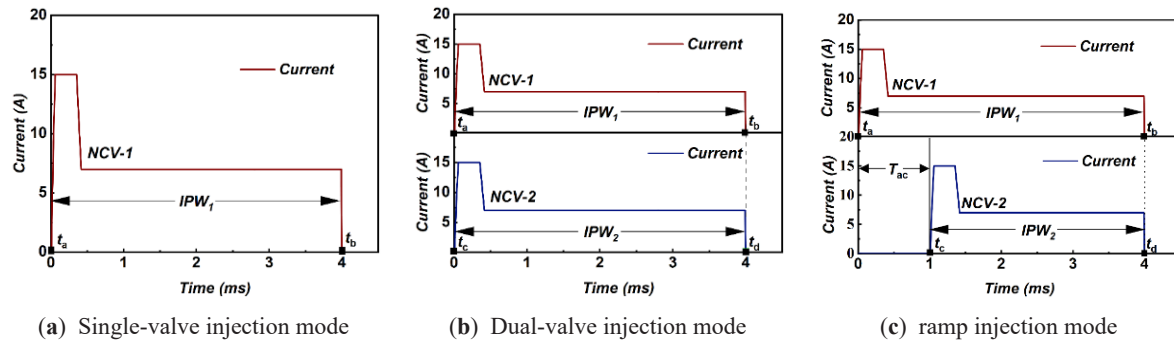 20
15
10
5
0
Current (A)
Current
NCV-1
IPW1
ta
tb
0
1
2
3
4
Time (ms)
(a) Single-valve injection mode
20
15
10
5
Current (A)
Current
NCV-1
IPW1
ta
tb
15
10
5
0
Current (A)
Current
NCV-2
IPW2
tc
td
0
1
2
3
4
Time (ms)
(b) Dual-valve injection mode
20
15
10
5
Current (A)
Current
NCV-1
IPW1
ta
tb
20
15
10
5
0
Current (A)
Current
Tac
NCV-2
IPW2
tc
td
0
1
2
3
4
Time (ms)
(c) ramp injection mode